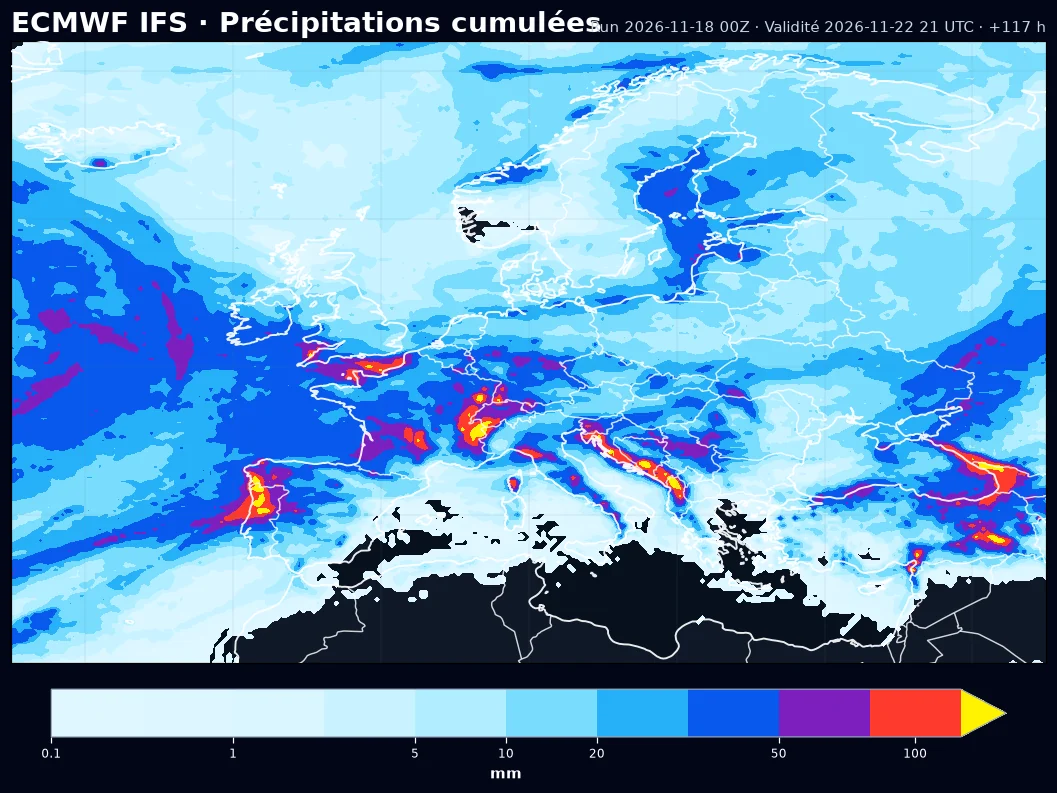 ECMWF IFS · Précipitations cumulées
Run 2026-11-18 00Z · Validité 2026-11-22 21 UTC · +117 h
0.1 1 5 10 20 50 100
mm